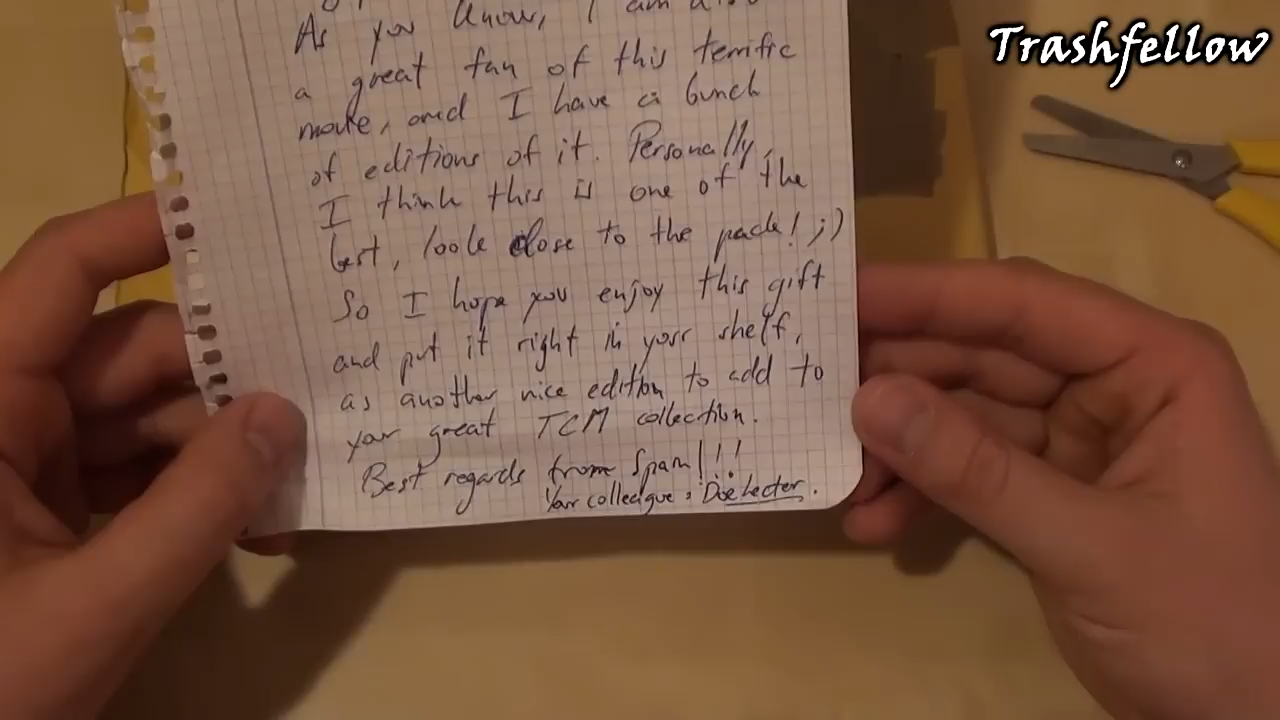 Trashfellow
As you know, I am also
a great fan of this terrific
movie, and I have a bunch
of editions of it. Personally,
I think this is one of the
best, look close to the pack! ;)
So I hope you enjoy this gift
and put it right in your shelf,
as another nice edition to add to
your great TCM collection.
Best regards from Spain!!!
Your colleague: Doclecter.